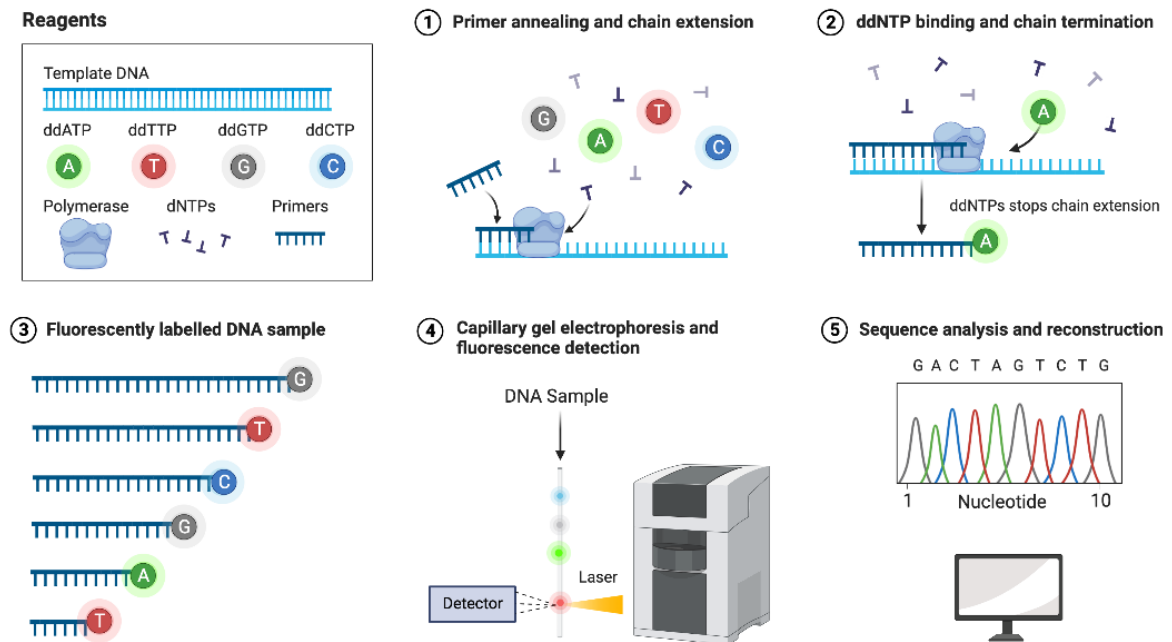 Reagents
Template DNA
ddATP ddTTP ddGTP ddCTP
A T G C
Polymerase dNTPs Primers
1 Primer annealing and chain extension
G A T C
2 ddNTP binding and chain termination
A
ddNTPs stops chain extension
A
3 Fluorescently labelled DNA sample
G
T
C
G
A
T
4 Capillary gel electrophoresis and
fluorescence detection
DNA Sample
Laser
Detector
5 Sequence analysis and reconstruction
G A C T A G T C T G
1 Nucleotide 10